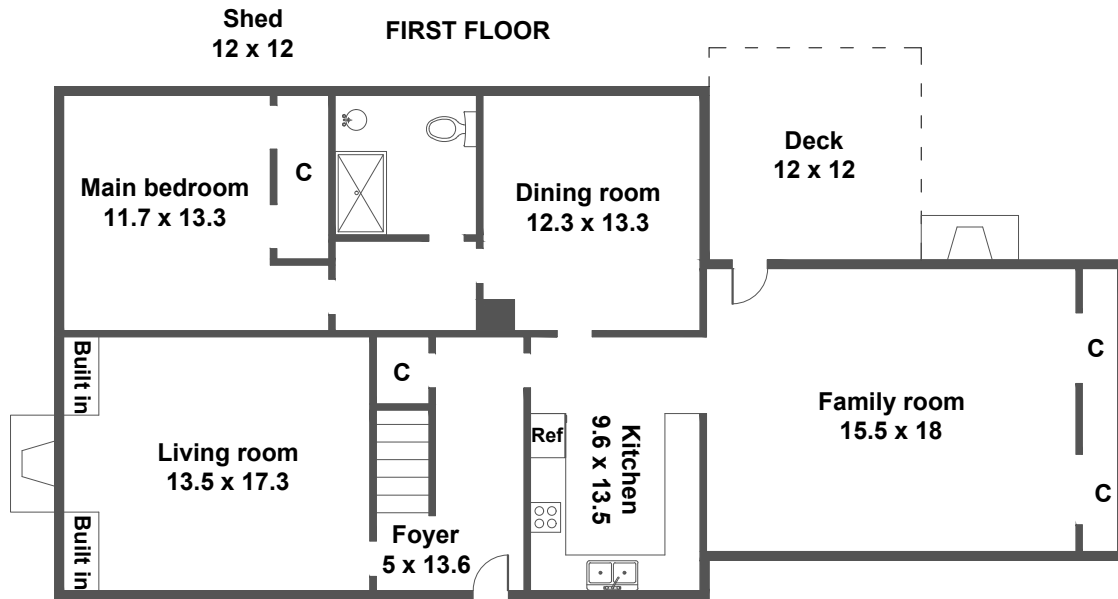 Shed
12 x 12
FIRST FLOOR
Deck
12 x 12
Main bedroom
11.7 x 13.3
C
Dining room
12.3 x 13.3
Built in
C
C
Family room
15.5 x 18
Ref
Kitchen
9.6 x 13.5
Living room
13.5 x 17.3
C
Built in
Foyer
5 x 13.6